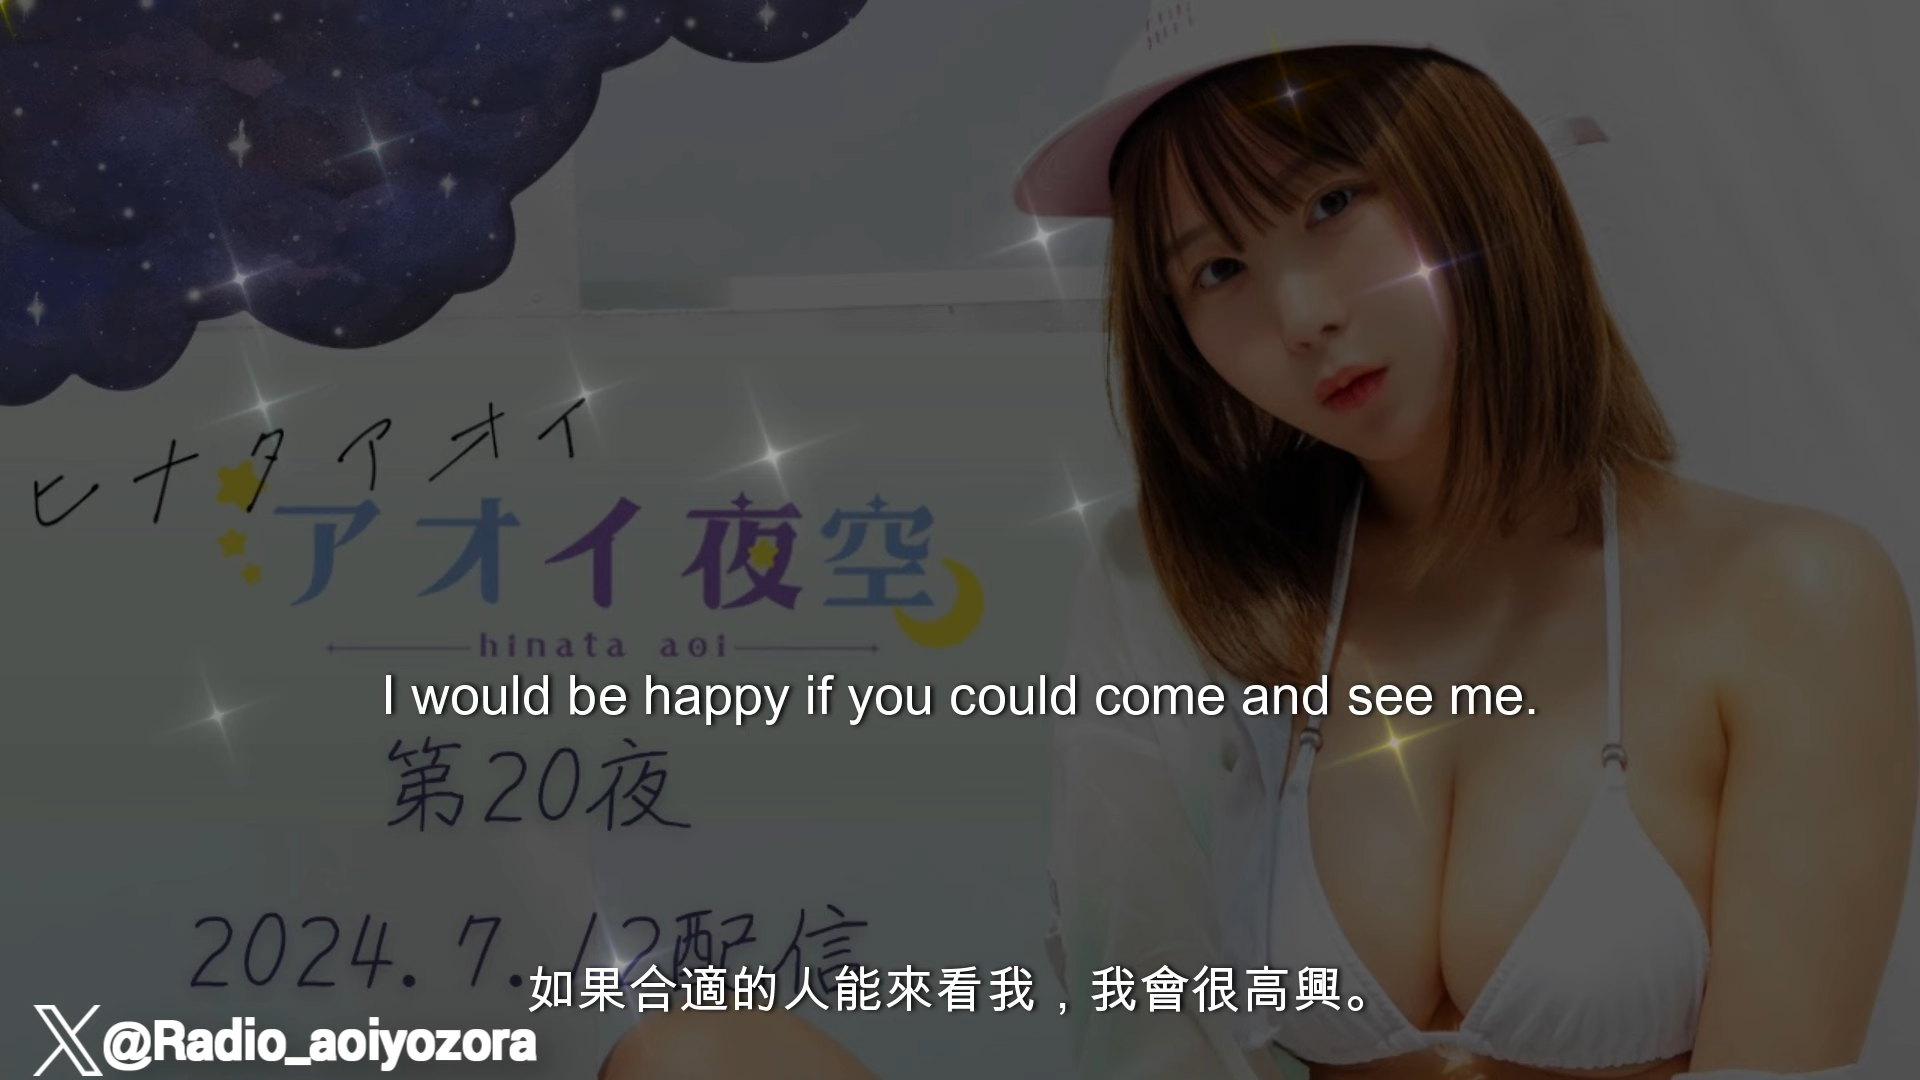 ヒナタアオイ
アオイ夜空
hinata aoi
I would be happy if you could come and see me.
第20夜
2024.7.12配信
如果合適的人能來看我，我會很高興。
X@Radio_aoiyozora